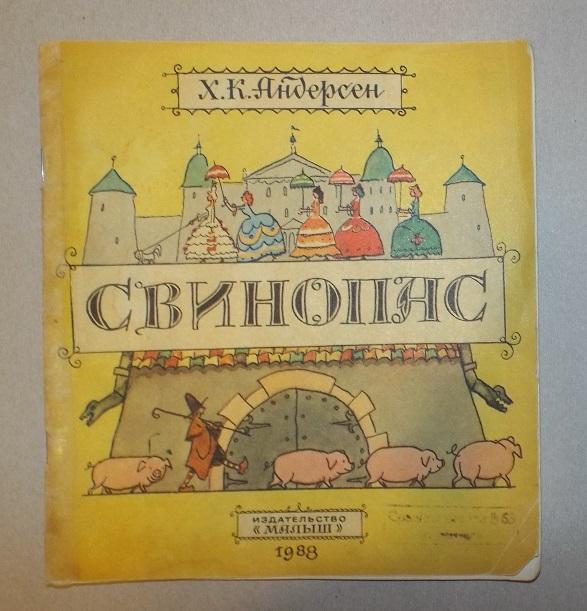 Х.К.Андерсен
СВИНОПАС
ИЗДАТЕЛЬСТВО
«МАЛЫШ»
1988